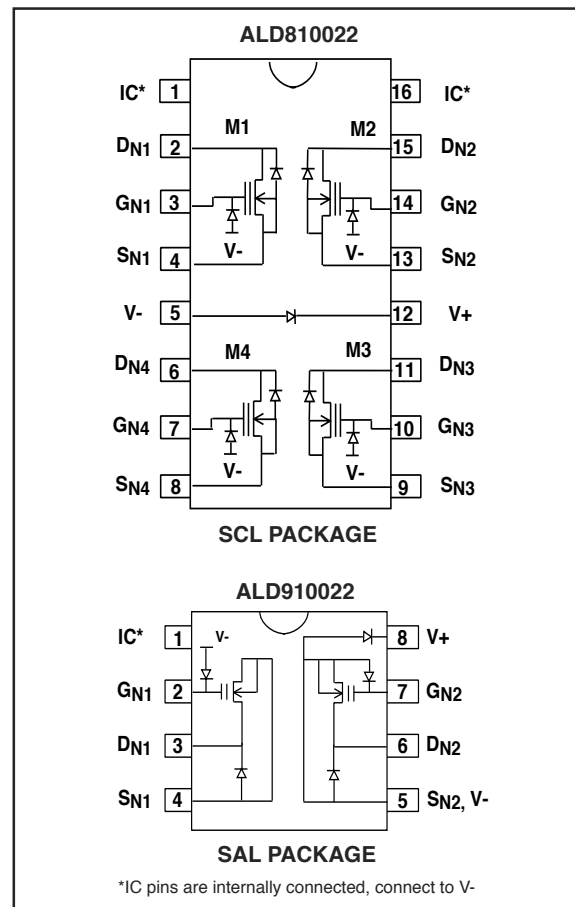 ALD810022
IC* 1 16 IC*
M1 M2
DN1 2 15 DN2
GN1 3 14 GN2
V- V-
SN1 4 13 SN2
V- 5 12 V+
M4 M3
DN4 6 11 DN3
GN4 7 10 GN3
V- V-
SN4 8 9 SN3
SCL PACKAGE
ALD910022
IC* 1 V- 8 V+
GN1 2 7 GN2
DN1 3 6 DN2
SN1 4 5 SN2, V-
SAL PACKAGE
*IC pins are internally connected, connect to V-